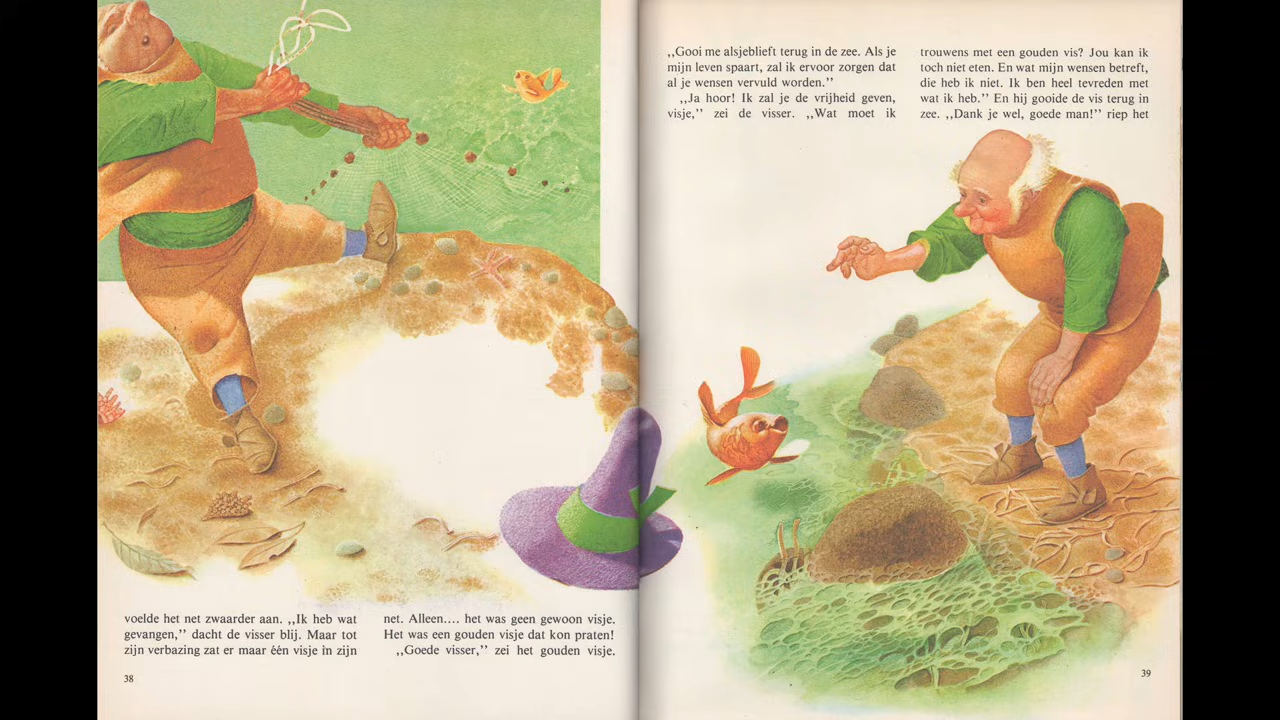 voelde het net zwaarder aan. ,,Ik heb wat
gevangen,’’ dacht de visser blij. Maar tot
zijn verbazing zat er maar één visje in zijn
net. Alleen.... het was geen gewoon visje.
Het was een gouden visje dat kon praten!
,,Goede visser,’’ zei het gouden visje.
38
,,Gooi me alsjeblieft terug in de zee. Als je
mijn leven spaart, zal ik ervoor zorgen dat
al je wensen vervuld worden.’’
,,Ja hoor! Ik zal je de vrijheid geven,
visje,’’ zei de visser. ,,Wat moet ik
trouwens met een gouden vis? Jou kan ik
toch niet eten. En wat mijn wensen betreft,
die heb ik niet. Ik ben heel tevreden met
wat ik heb.’’ En hij gooide de vis terug in
zee. ,,Dank je wel, goede man!’’ riep het
39